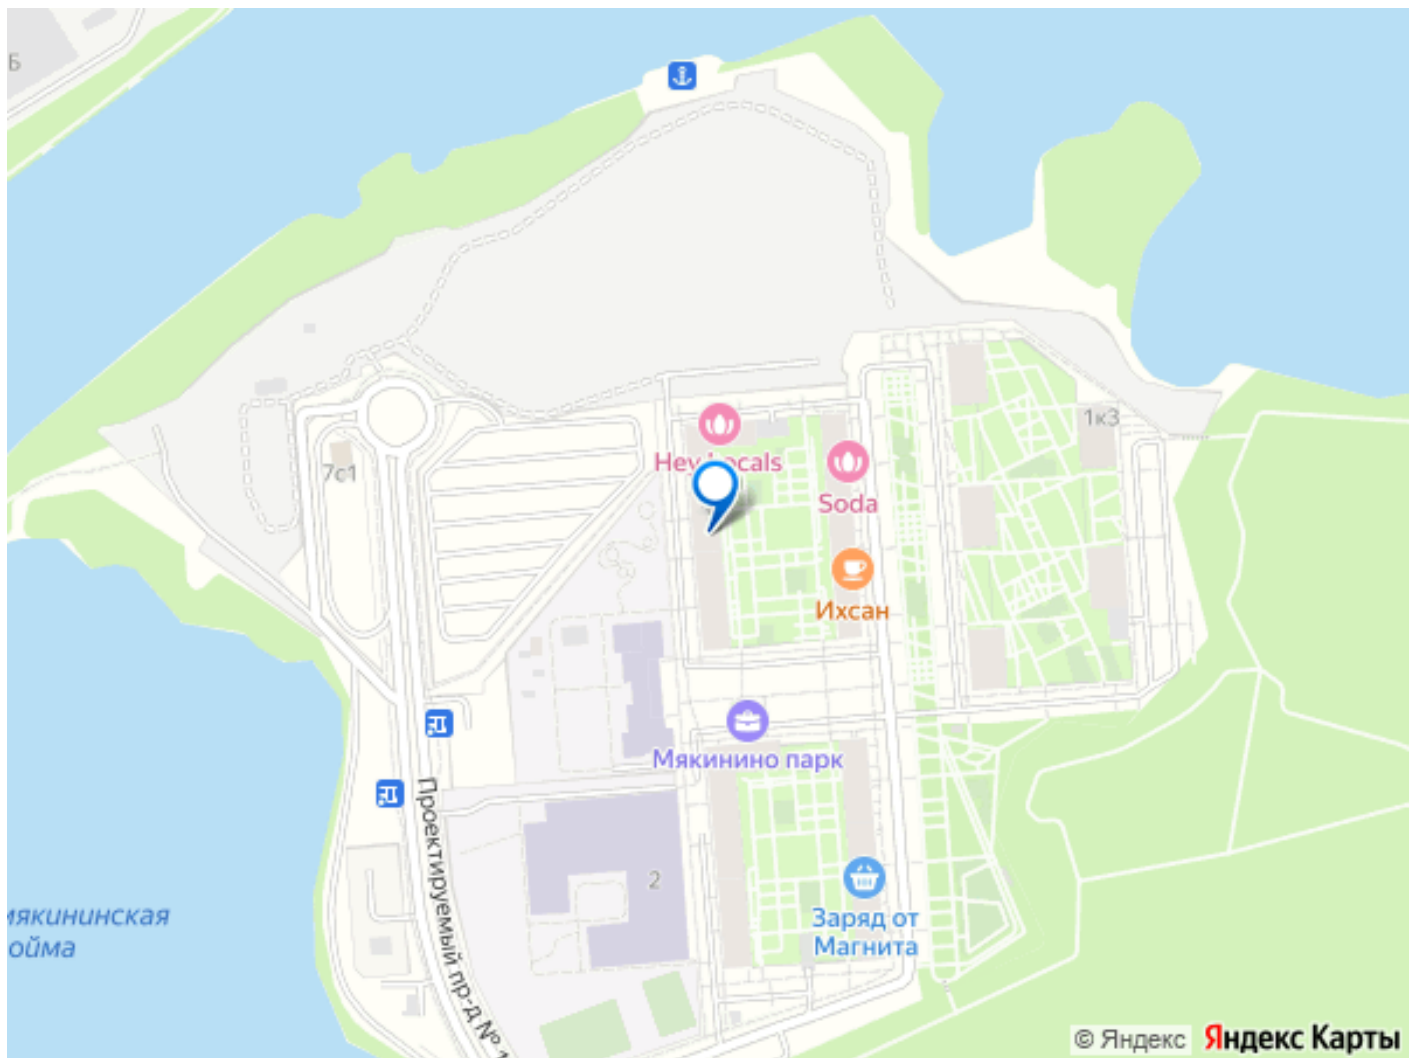 Б
1к3
Hey Locals
7с1
Soda
Ихсан
Мякинино парк
Проектируемый пр-д №
2
Заряд от
Магнита
мякининская
ойма
© Яндекс Яндекс Карты